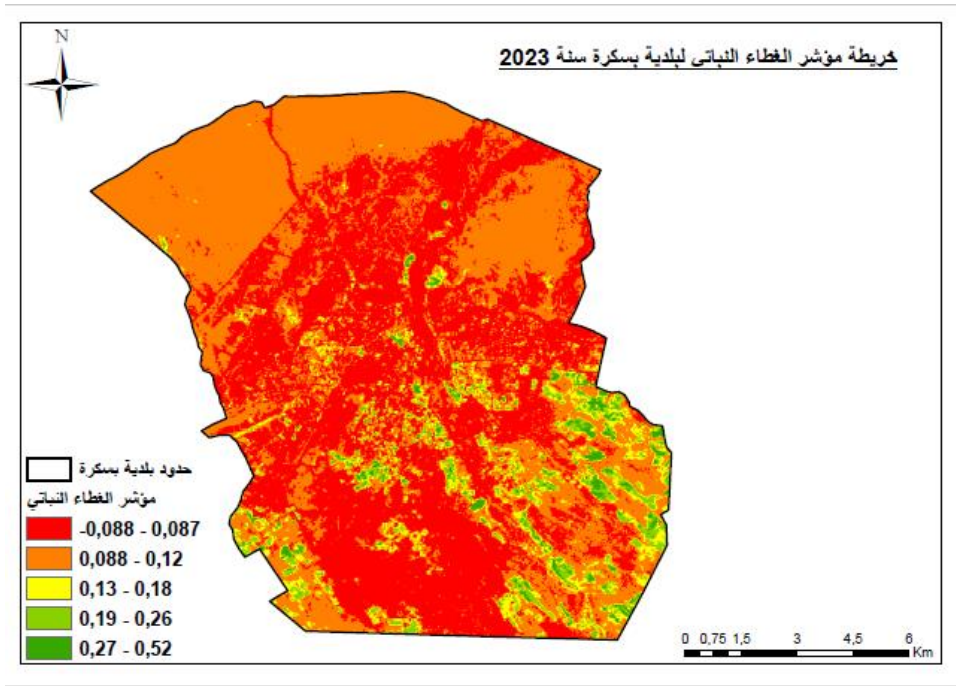 N
خريطة مؤشر الغطاء النباتي لبلدية بسكرة سنة 2023
حدود بلدية بسكرة
مؤشر الغطاء النباتي
-0,088 - 0,087
0,088 - 0,12
0,13 - 0,18
0,19 - 0,26
0,27 - 0,52
0 0,75 1,5 3 4,5 6
Km